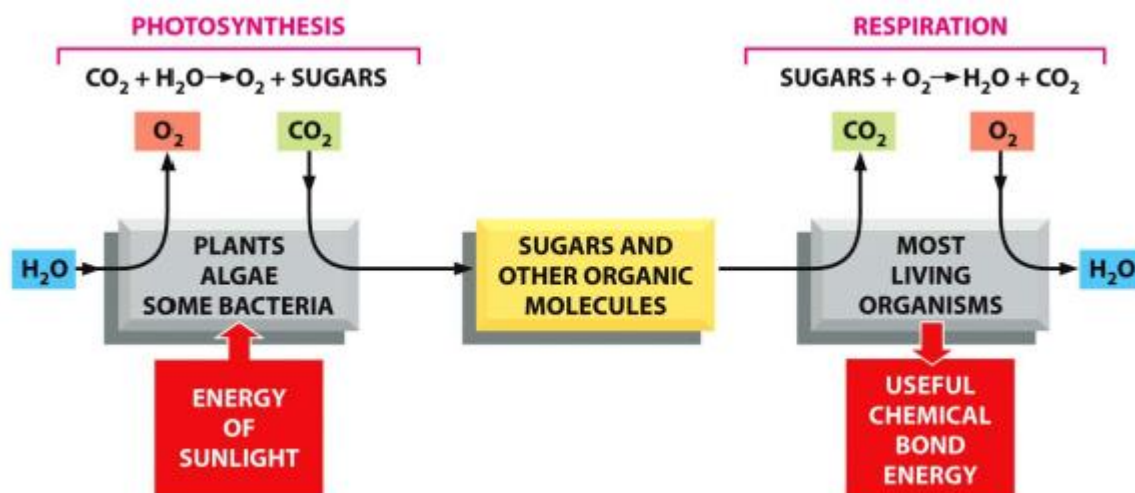 PHOTOSYNTHESIS
CO₂ + H₂O → O₂ + SUGARS
O₂
CO₂
H₂O
PLANTS
ALGAE
SOME BACTERIA
ENERGY
OF
SUNLIGHT
SUGARS AND
OTHER ORGANIC
MOLECULES
RESPIRATION
SUGARS + O₂ → H₂O + CO₂
CO₂
O₂
MOST
LIVING
ORGANISMS
H₂O
USEFUL
CHEMICAL
BOND
ENERGY